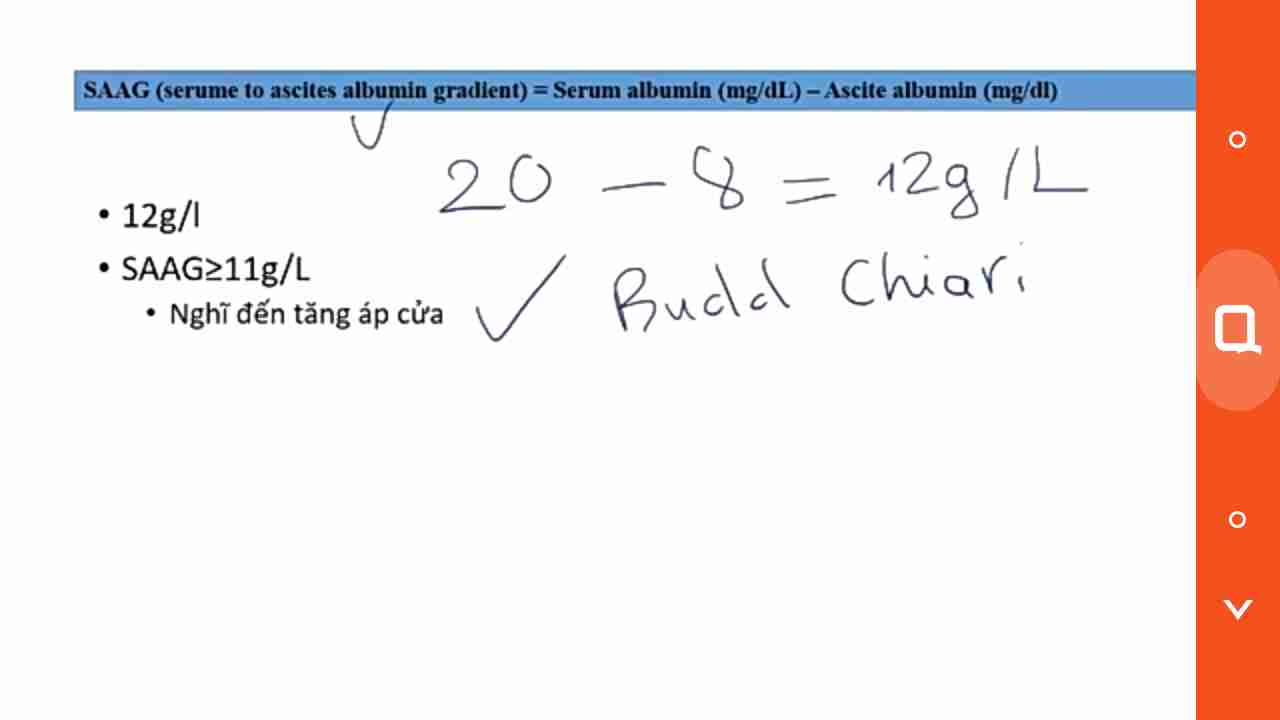 SAAG (serume to ascites albumin gradient) = Serum albumin (mg/dL) – Ascite albumin (mg/dl)
20 – 8 = 12g/L
• 12g/l
• SAAG≥11g/L
• Nghĩ đến tăng áp cửa
Budd Chiari